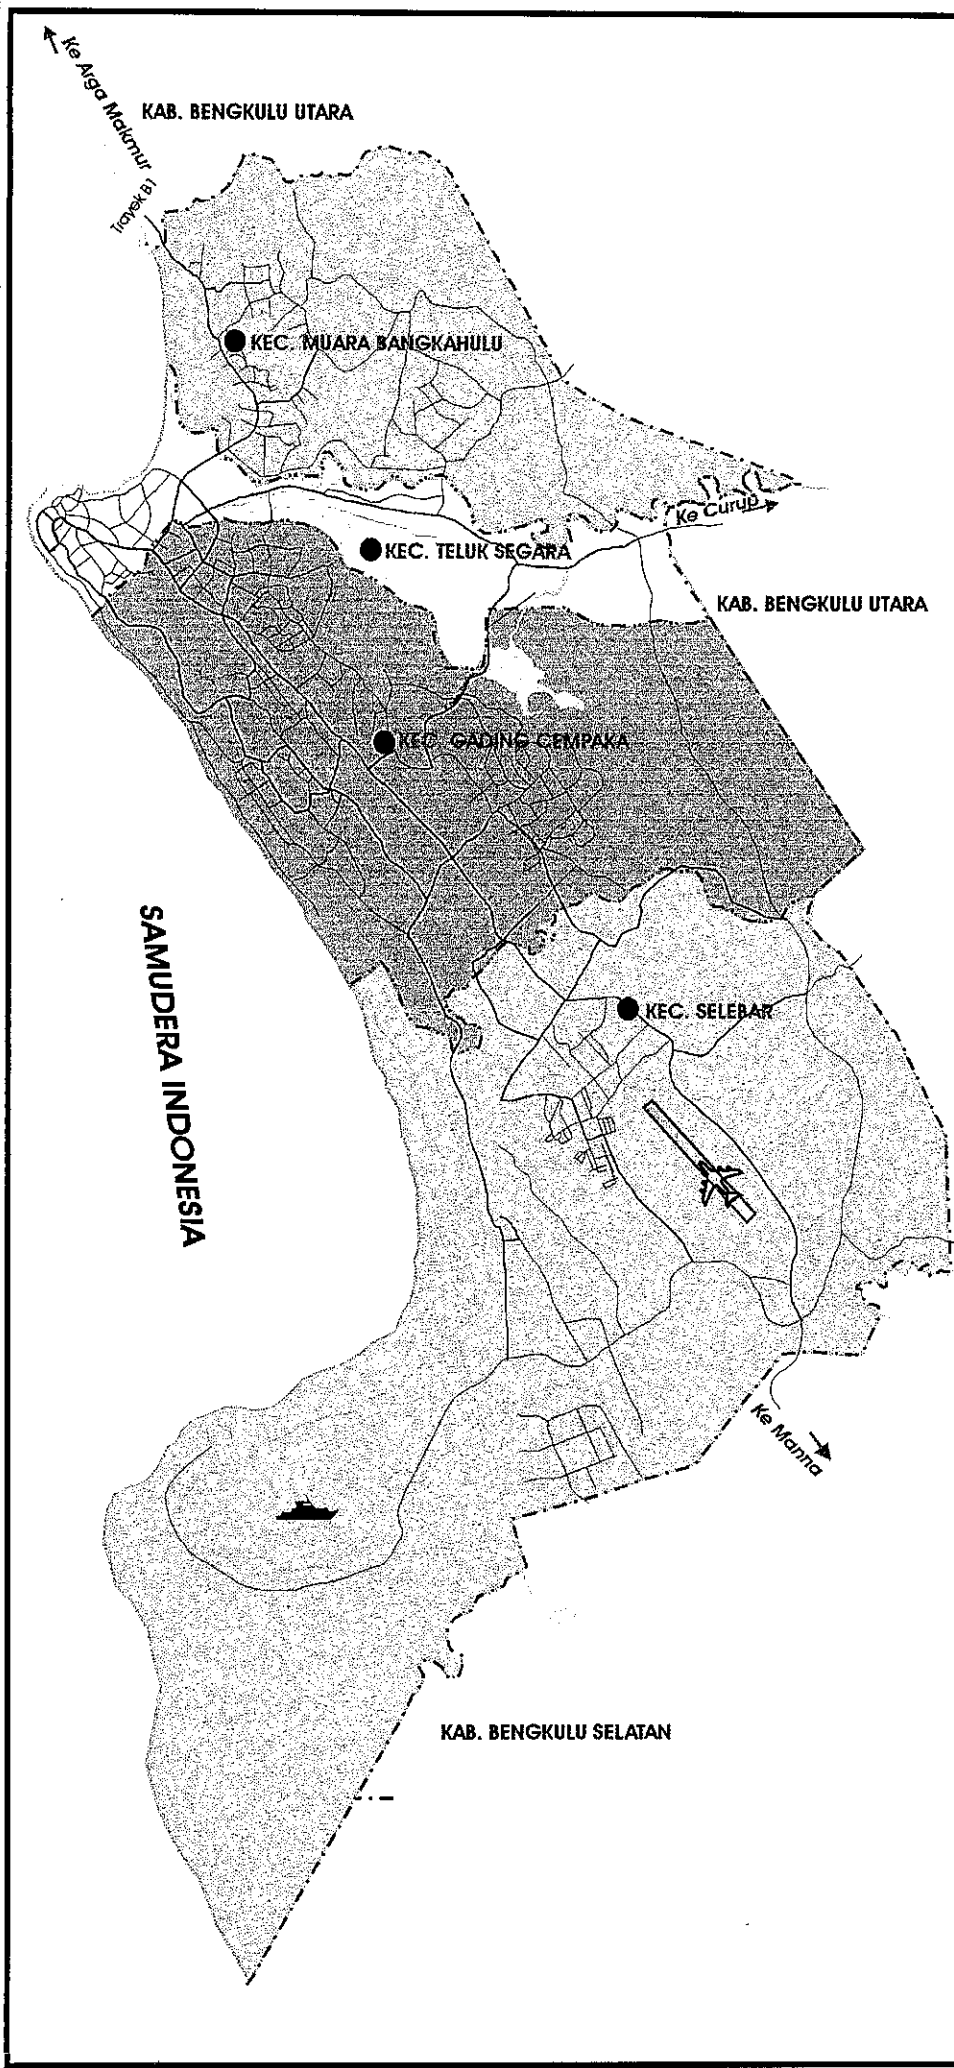 Ke Arga Makmur
KAB. BENGKULU UTARA
Trayek B1
KEC. MUARA BANGKAHULU
Ke Curup
KEC. TELUK SEGARA
KAB. BENGKULU UTARA
KEC. GADING CEMPAKA
SAMUDERA INDONESIA
KEC. SELEBAR
Ke Manna
KAB. BENGKULU SELATAN